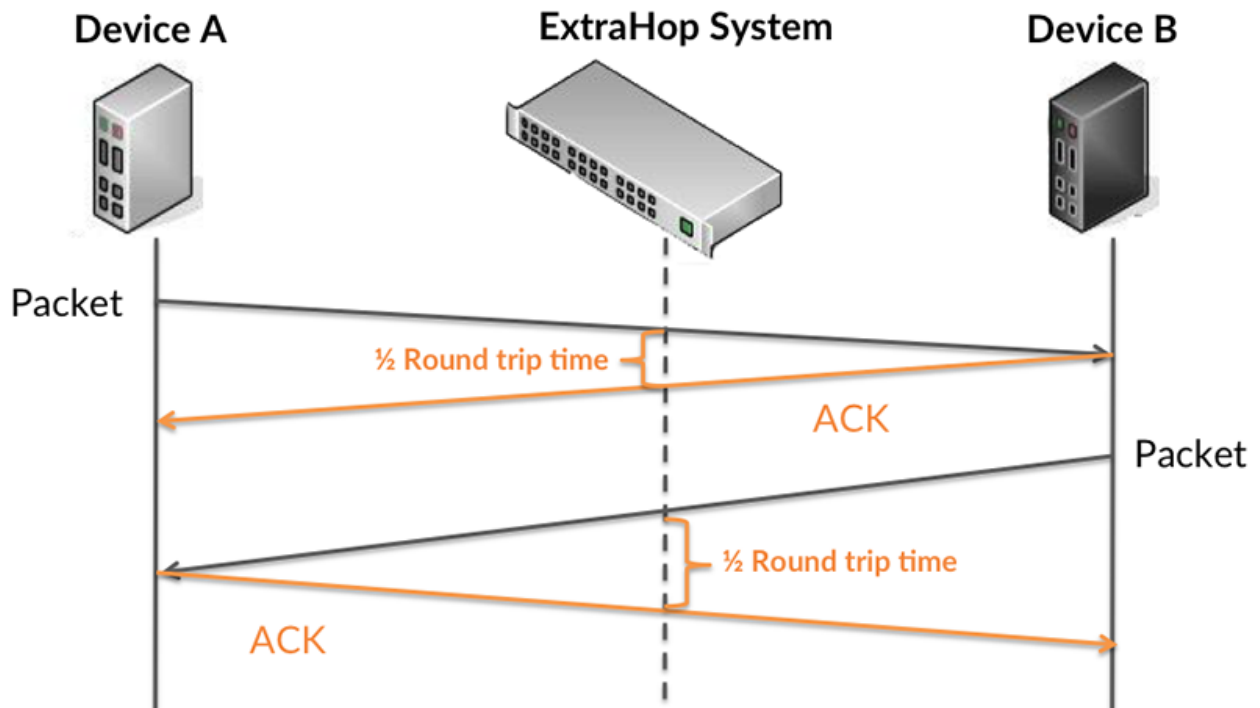 Device A
ExtraHop System
Device B
Packet
½ Round trip time
ACK
Packet
½ Round trip time
ACK